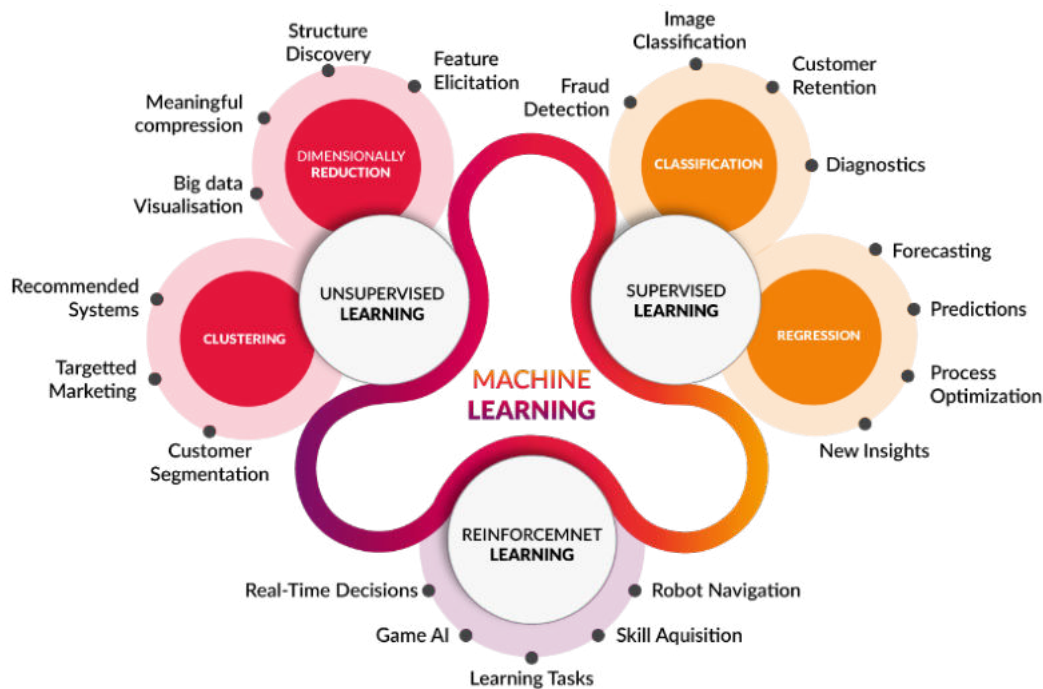 Structure
Discovery
Feature
Elicitation
Meaningful
compression
Big data
Visualisation
DIMENSIONALLY
REDUCTION
Recommended
Systems
Targetted
Marketing
Customer
Segmentation
CLUSTERING
UNSUPERVISED
LEARNING
Image
Classification
Fraud
Detection
Customer
Retention
Diagnostics
CLASSIFICATION
SUPERVISED
LEARNING
Forecasting
Predictions
Process
Optimization
New Insights
REGRESSION
MACHINE
LEARNING
REINFORCEMNET
LEARNING
Real-Time Decisions
Game AI
Learning Tasks
Skill Aquisition
Robot Navigation